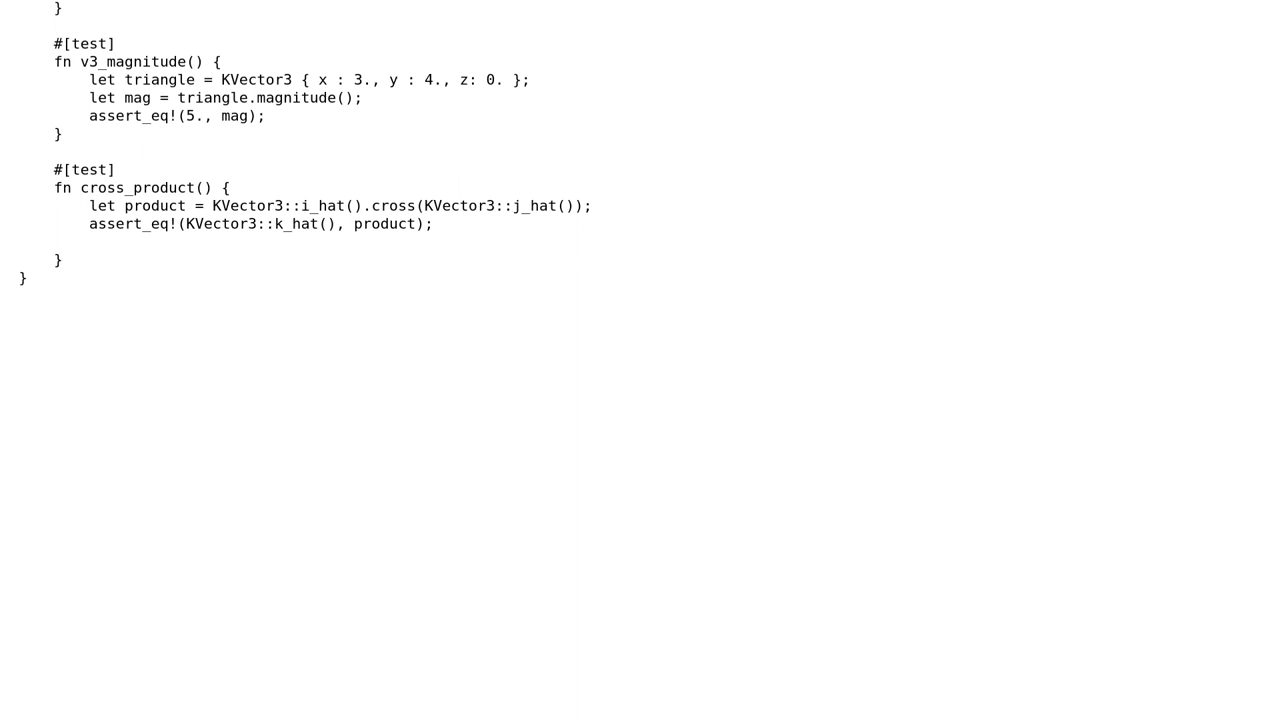 }

    #[test]
    fn v3_magnitude() {
        let triangle = KVector3 { x : 3., y : 4., z: 0. };
        let mag = triangle.magnitude();
        assert_eq!(5., mag);
    }

    #[test]
    fn cross_product() {
        let product = KVector3::i_hat().cross(KVector3::j_hat());
        assert_eq!(KVector3::k_hat(), product);

    }
}